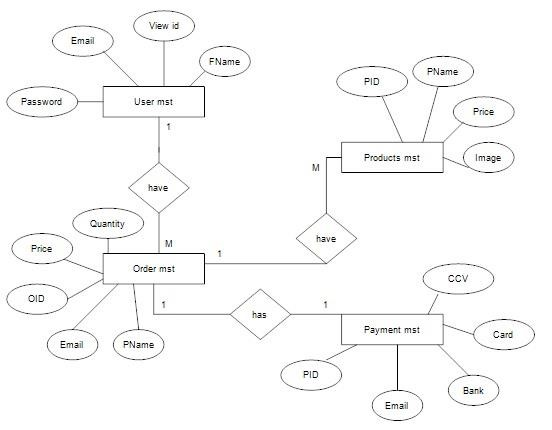 View id
Email
FName
Password
User mst
1
PID
PName
Price
Image
Products mst
M
have
M
Quantity
Price
OID
Order mst
Email
PName
1
have
1
has
1
Payment mst
CCV
Card
Bank
Email
PID